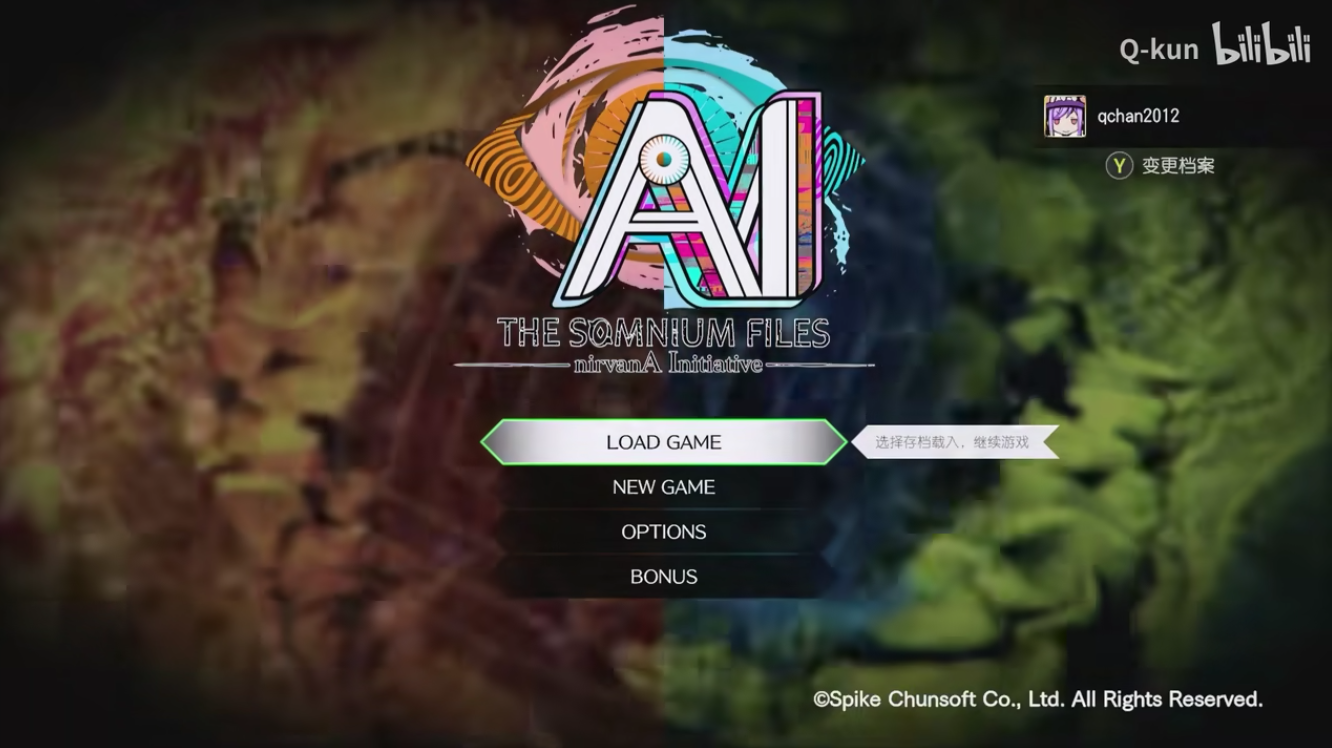 Q-kun bilibili
qchan2012
Y 变更档案
AI
THE SOMNIUM FILES
nirvanA Initiative
LOAD GAME
选择存档载入，继续游戏
NEW GAME
OPTIONS
BONUS
©Spike Chunsoft Co., Ltd. All Rights Reserved.